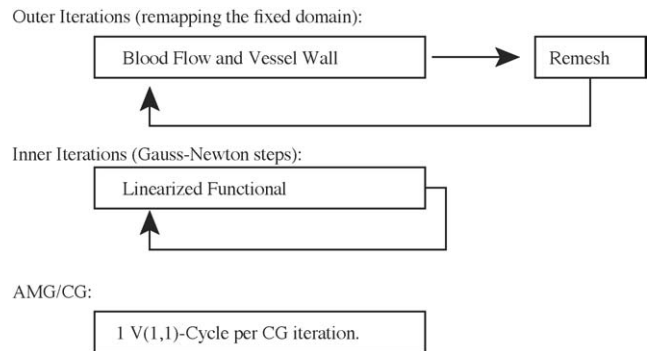 Outer Iterations (remapping the fixed domain):
Blood Flow and Vessel Wall
Remesh
Inner Iterations (Gauss-Newton steps):
Linearized Functional
AMG/CG:
1 V(1,1)-Cycle per CG iteration.